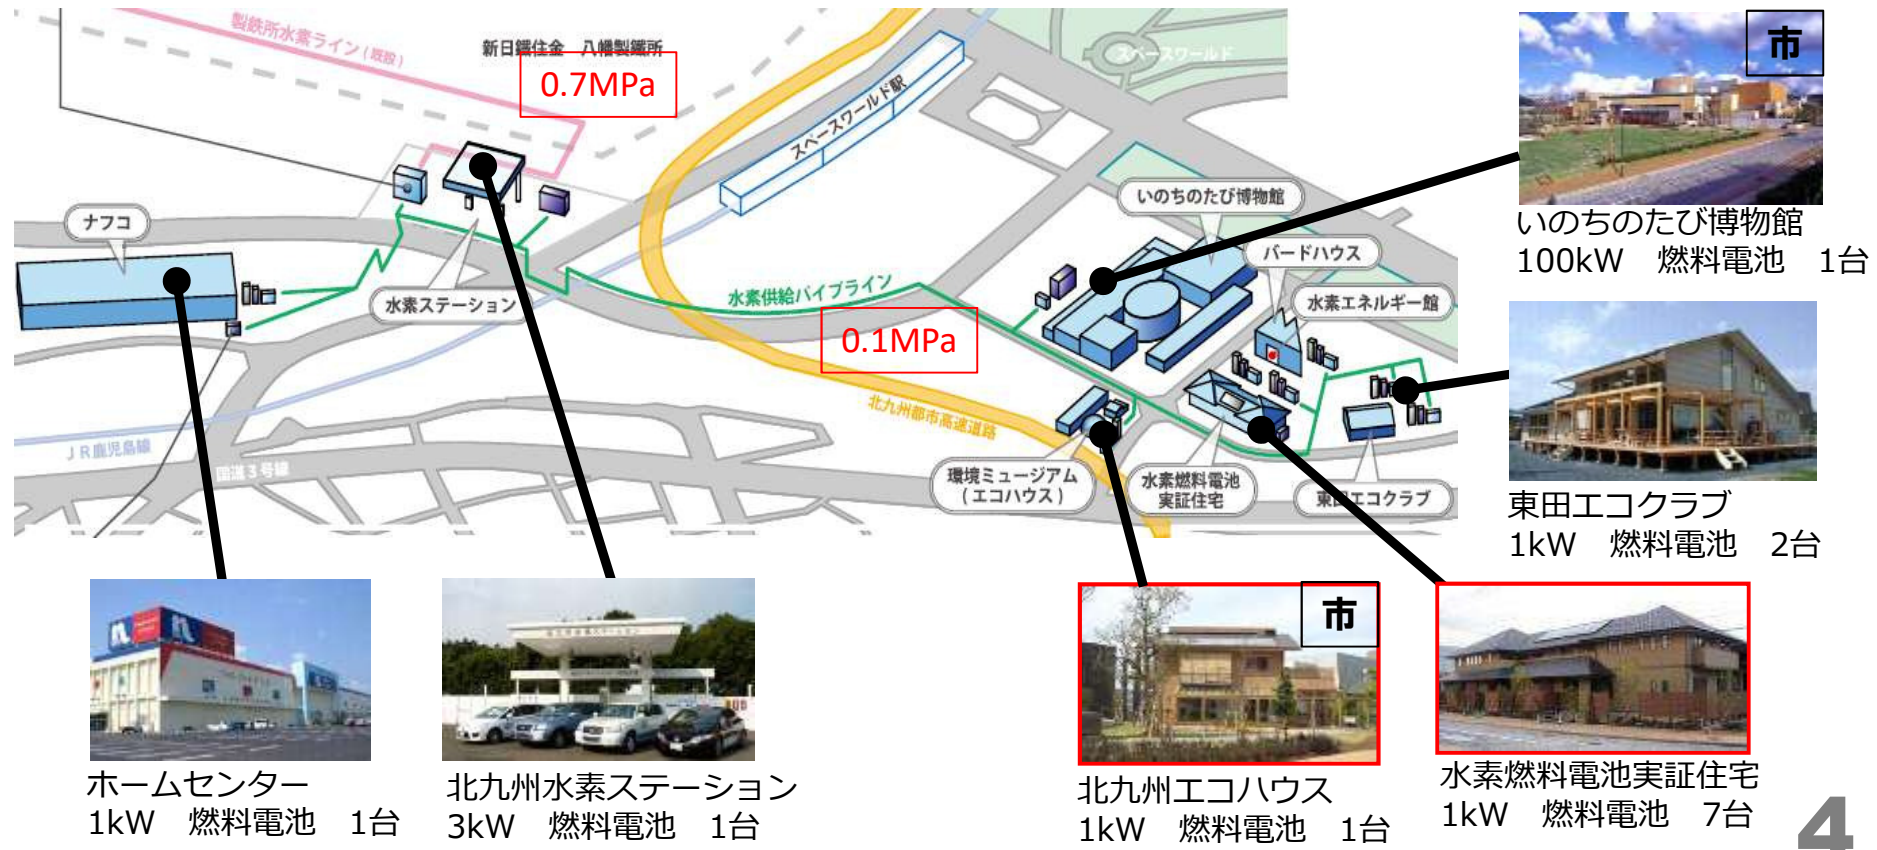 製鉄所水素ライン(既設)
新日鐵住金 八幡製鐵所
0.7MPa
スペースワールド
スペースワールド駅
市
いのちのたび博物館
100kW 燃料電池 1台
ナフコ
水素ステーション
水素供給パイプライン
0.1MPa
いのちのたび博物館
バードハウス
水素エネルギー館
北九州都市高速道路
JR鹿児島線
国道3号線
環境ミュージアム
(エコハウス)
水素燃料電池
実証住宅
東田エコクラブ
東田エコクラブ
1kW 燃料電池 2台
ホームセンター
1kW 燃料電池 1台
北九州水素ステーション
3kW 燃料電池 1台
市
北九州エコハウス
1kW 燃料電池 1台
水素燃料電池実証住宅
1kW 燃料電池 7台
4